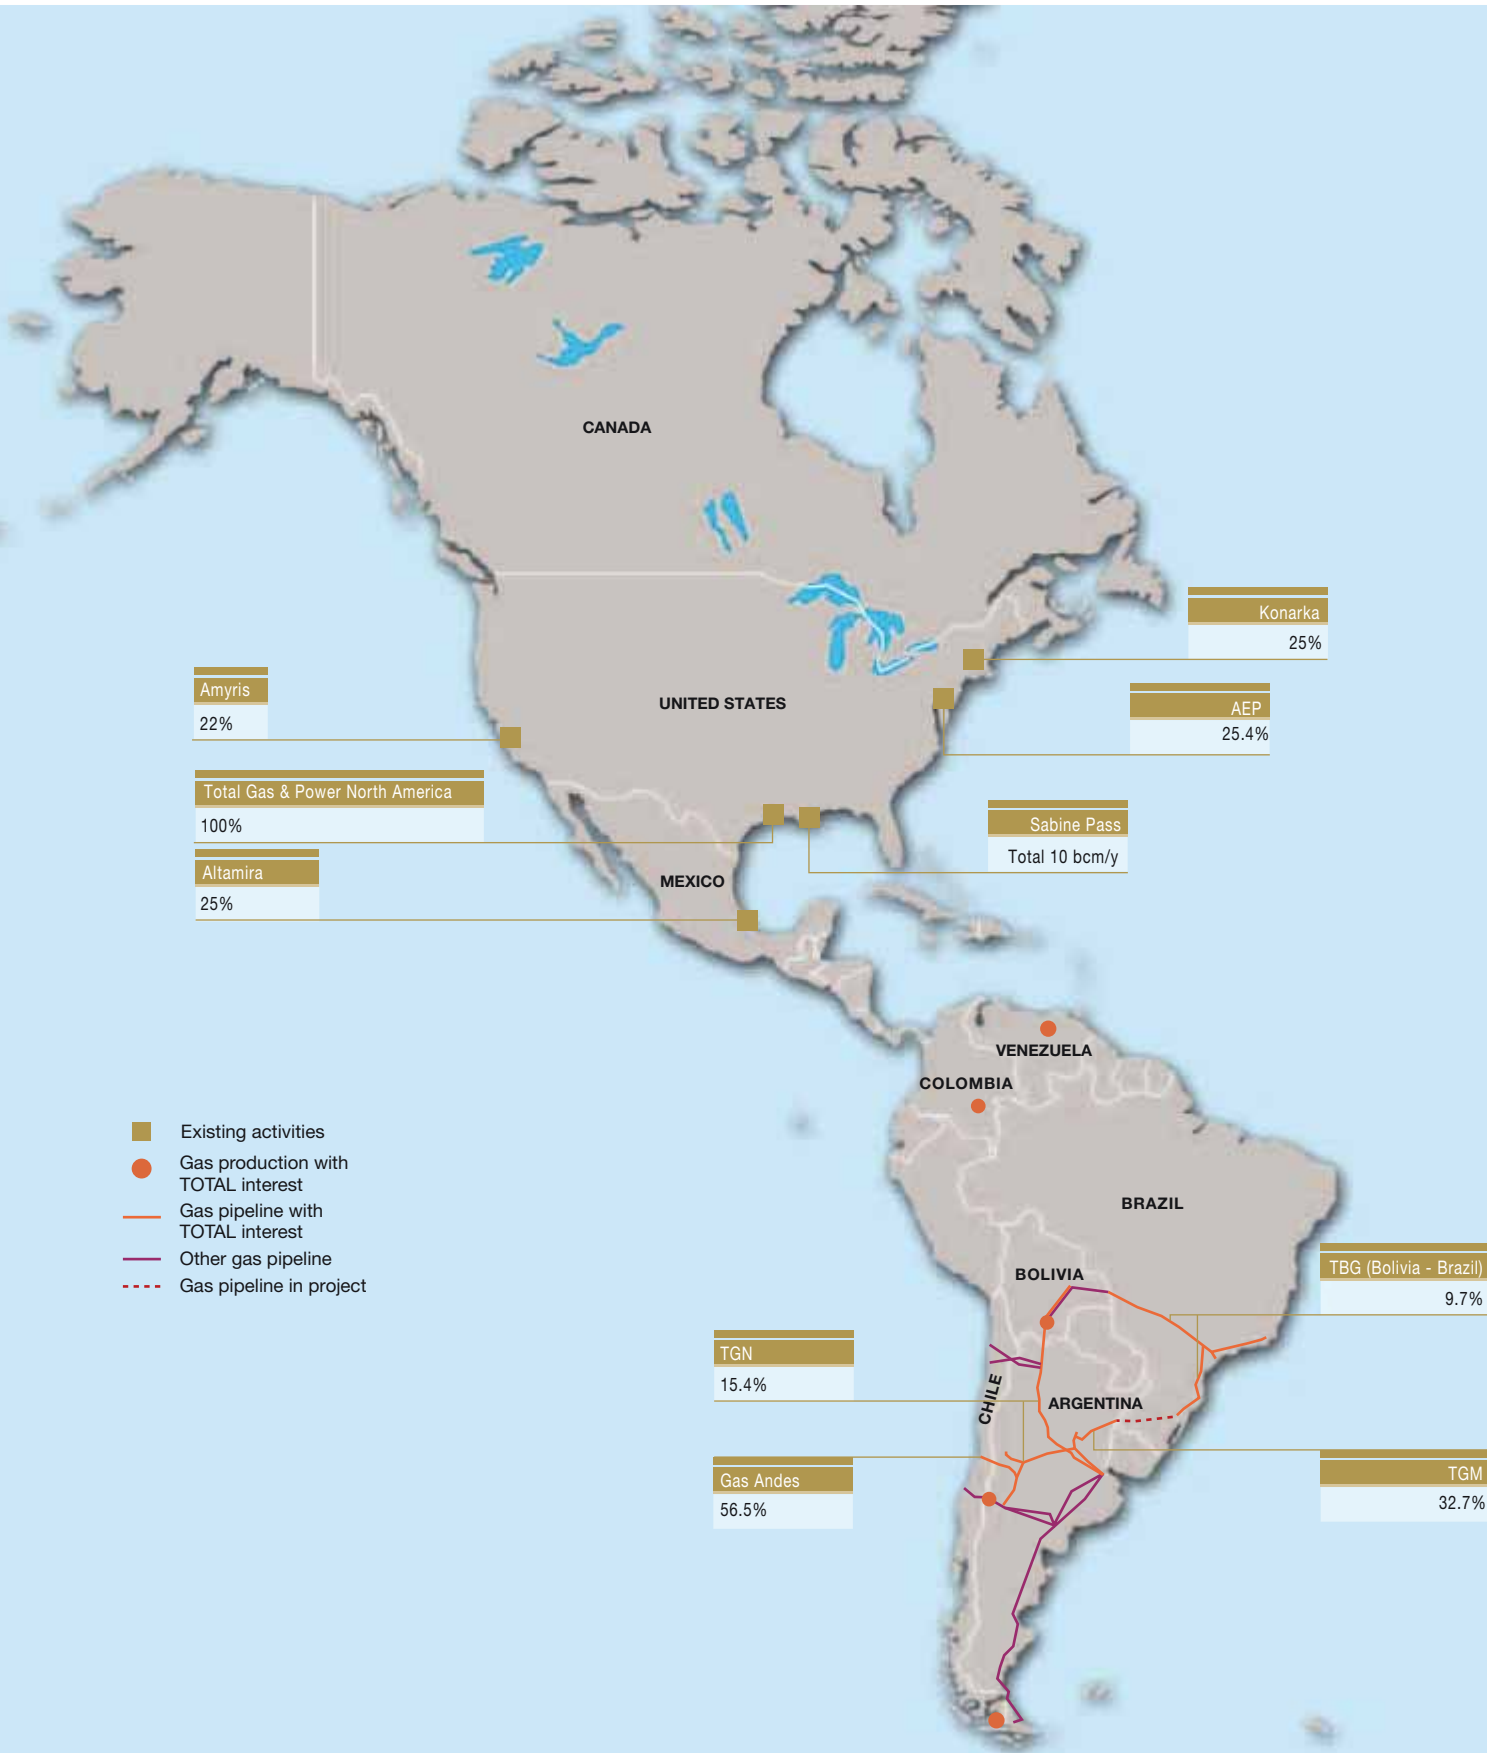 CANADA
Konarka
25%
Amyris
22%
UNITED STATES
AEP
25.4%
Total Gas & Power North America
100%
Sabine Pass
Total 10 bcm/y
Altamira
25%
MEXICO
VENEZUELA
COLOMBIA
Existing activities
Gas production with
TOTAL interest
Gas pipeline with
TOTAL interest
Other gas pipeline
Gas pipeline in project
BRAZIL
BOLIVIA
TBG (Bolivia - Brazil)
9.7%
TGN
15.4%
CHILE
ARGENTINA
Gas Andes
56.5%
TGM
32.7%